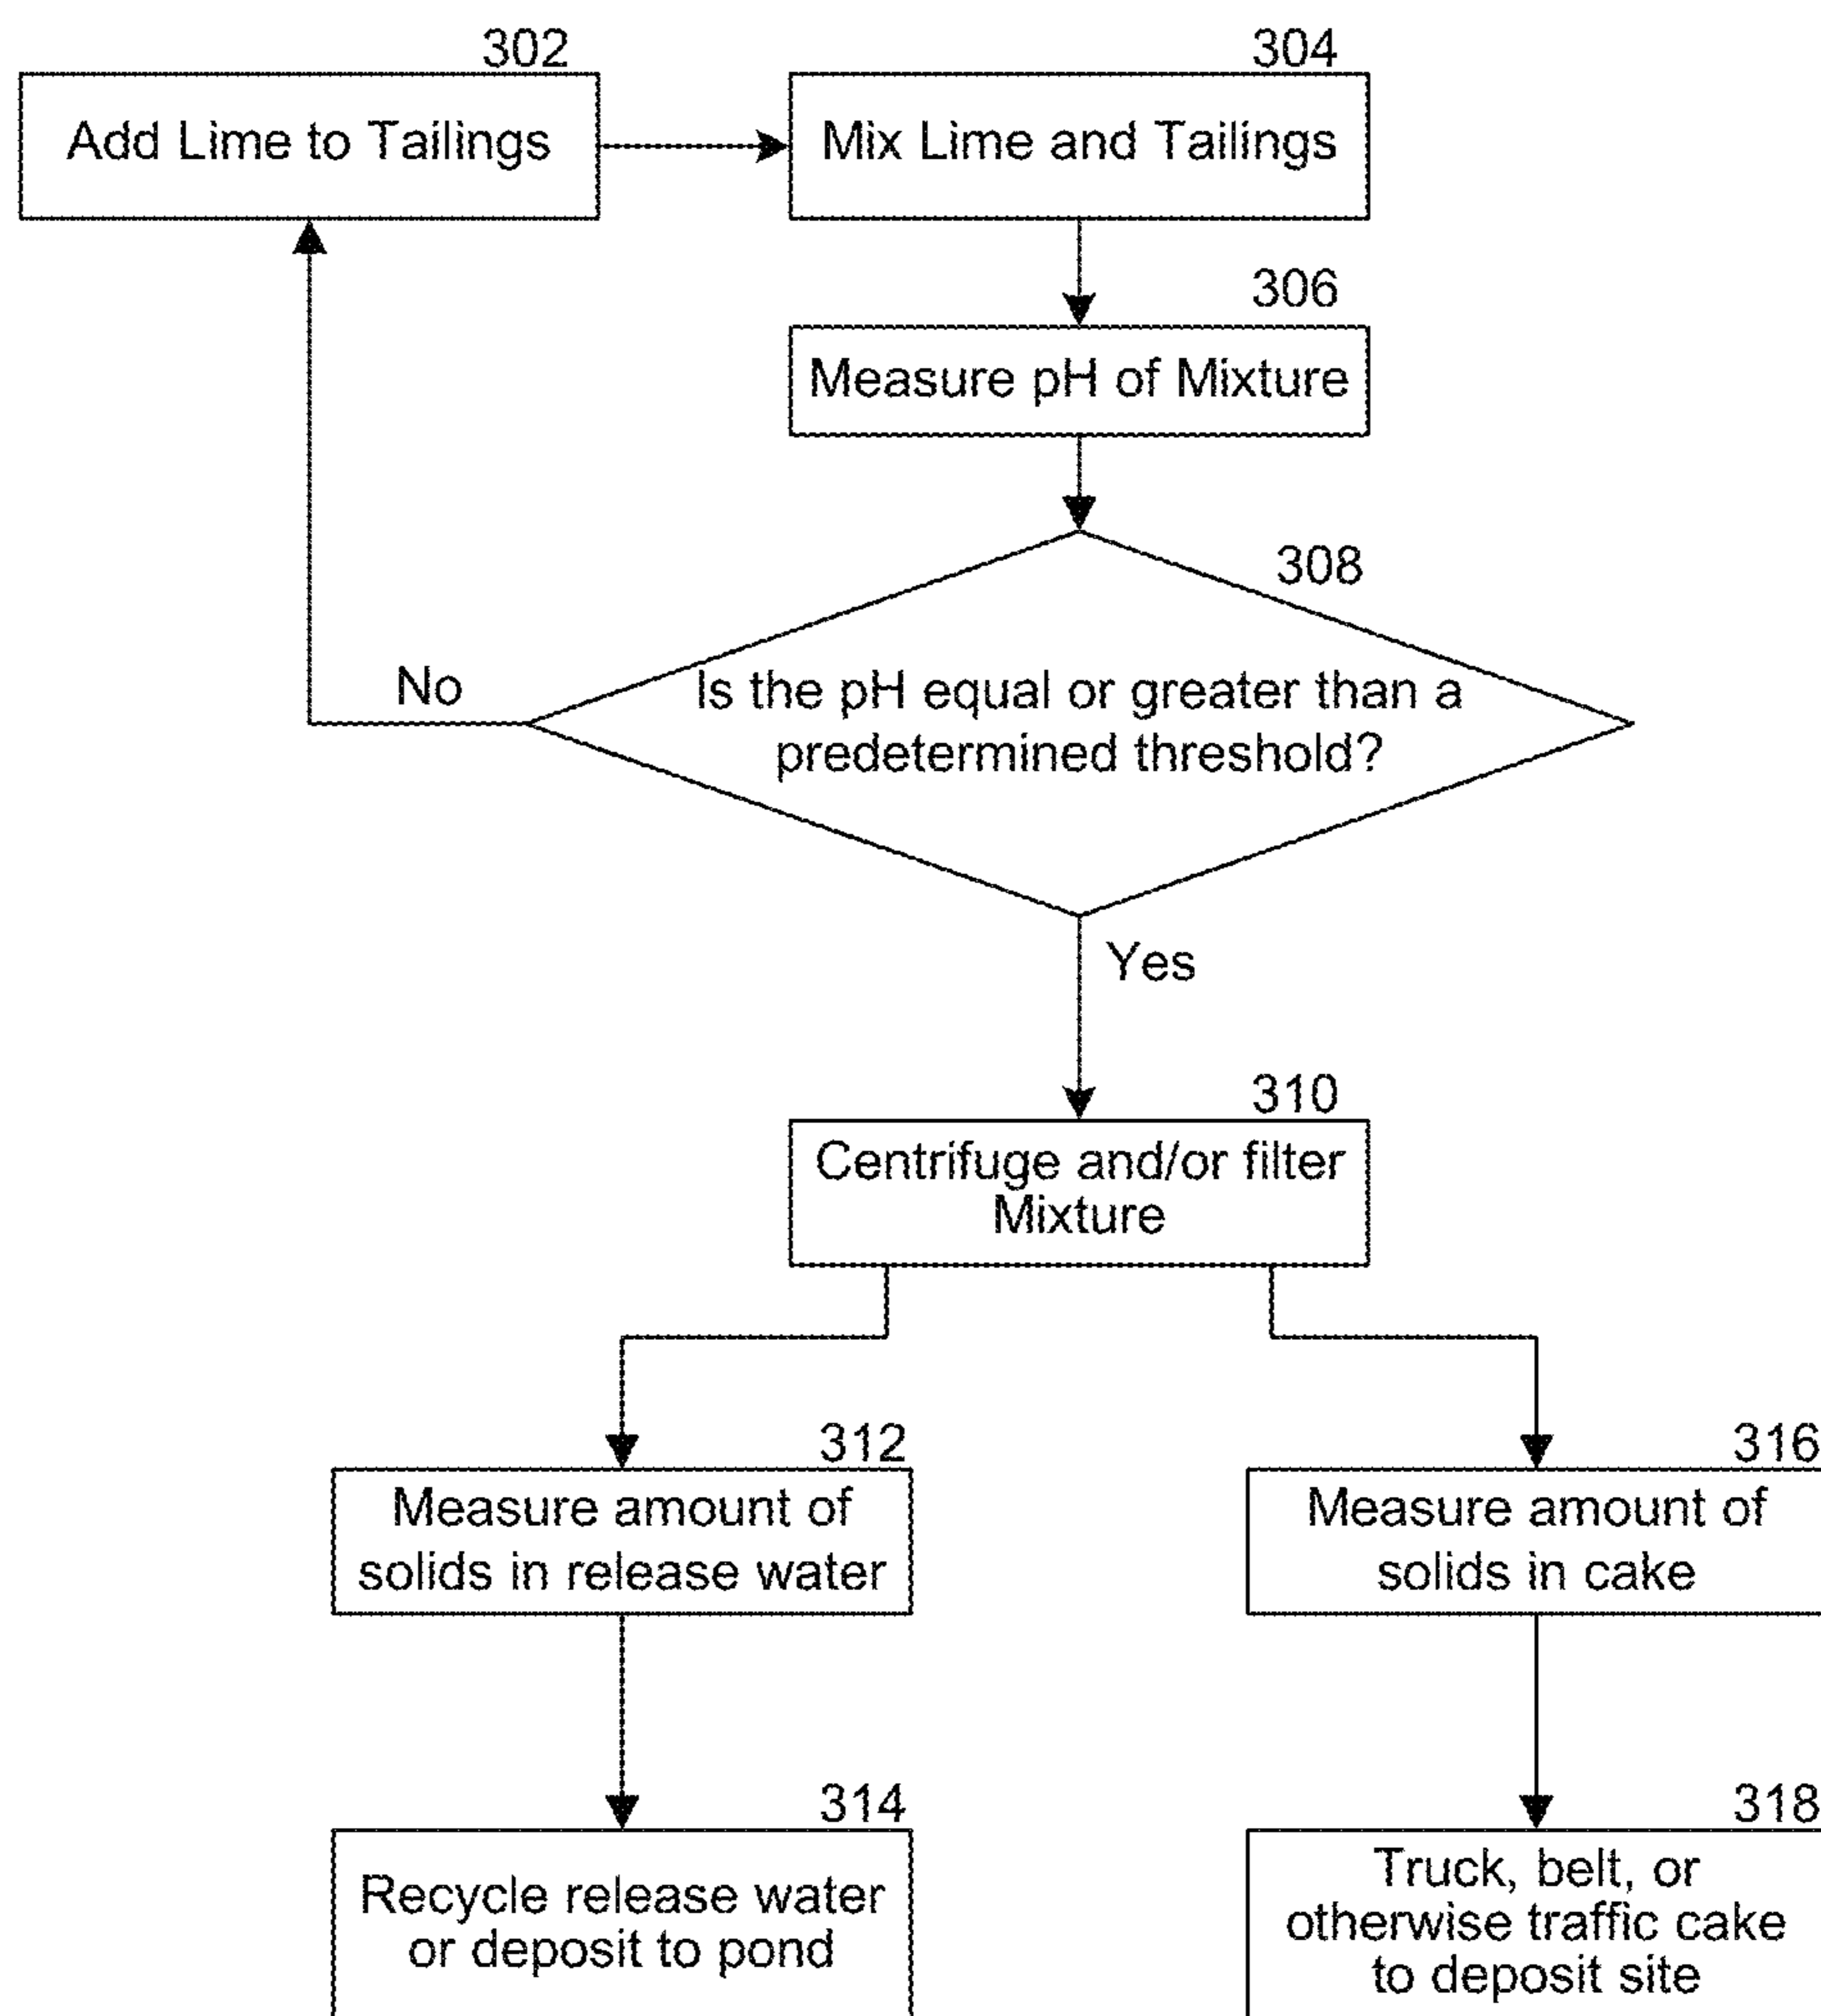 302
Add Lime to Tailings
304
Mix Lime and Tailings
306
Measure pH of Mixture
308
Is the pH equal or greater than a
predetermined threshold?
No
Yes
310
Centrifuge and/or filter
Mixture
312
Measure amount of
solids in release water
316
Measure amount of
solids in cake
314
Recycle release water
or deposit to pond
318
Truck, belt, or
otherwise traffic cake
to deposit site